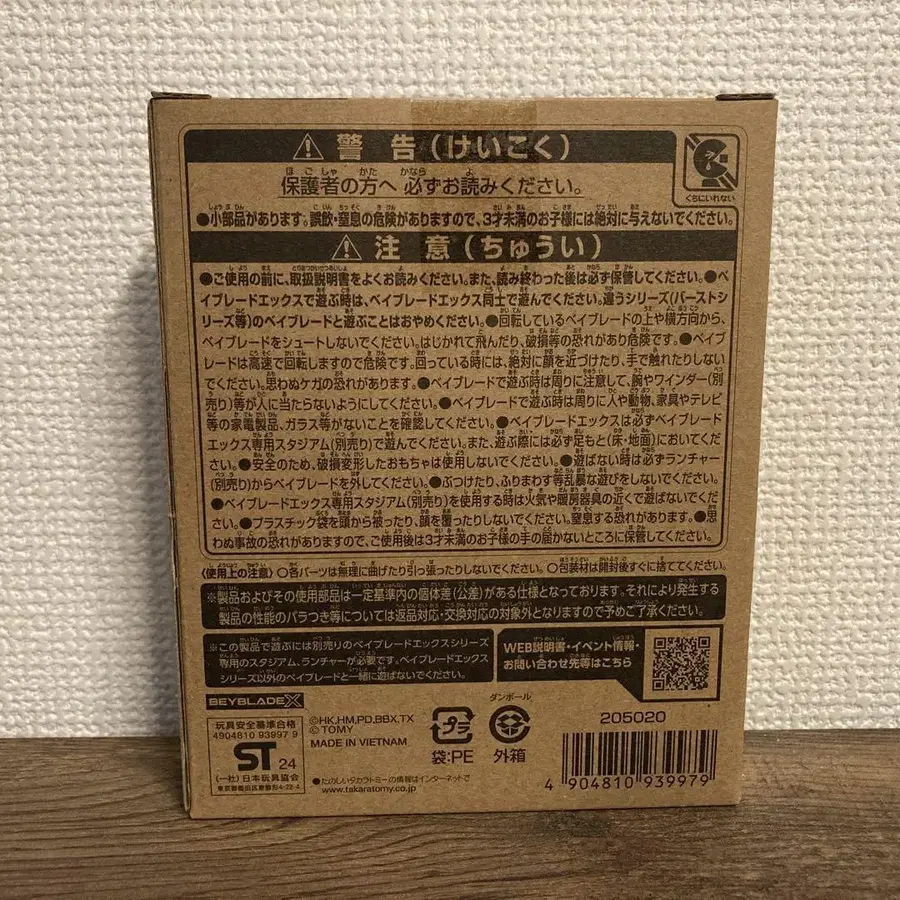 ⚠ 警告（けいこく）
くちにいれない
保護者の方へ 必ずお読みください。
●小部品があります。誤飲・窒息の危険がありますので、3才未満のお子様には絶対に与えないでください。
⚠ 注意（ちゅうい）
●ご使用の前に、取扱説明書をよくお読みください。また、読み終わった後は必ず保管してください。●ベ
イブレードエックスで遊ぶ時は、ベイブレードエックス同士で遊んでください。違うシリーズ(バーストシ
リーズ等)のベイブレードと遊ぶことはおやめください。●回転しているベイブレードの上や横方向から、
ベイブレードをシュートしないでください。はじかれて飛んだり、破損等の恐れがあり危険です。●ベイブ
レードは高速で回転しますので危険です。回っている時には、絶対に顔を近づけたり、手で触れたりしない
でください。思わぬケガの恐れがあります。●ベイブレードで遊ぶ時は周りに注意して、腕やワインダー(別
売り)等が人に当たらないようにしてください。●ベイブレードで遊ぶ時は周りに人や動物、家具やテレビ
等の家電製品、ガラス等がないことを確認してください。●ベイブレードエックスは必ずベイブレード
エックス専用スタジアム(別売り)で遊んでください。また、遊ぶ際には必ず足もと(床・地面)においてくだ
さい。●安全のため、破損変形したおもちゃは使用しないでください。●遊ばない時は必ずランチャー
(別売り)からベイブレードを外してください。●ぶつけたり、ふりまわす等乱暴な遊びをしないでください。
●ベイブレードエックス専用スタジアム(別売り)を使用する時は火気や暖房器具の近くで遊ばないでくだ
さい。●プラスチック袋を頭から被ったり、顔を覆ったりしないでください。窒息する恐れがあります。●思
わぬ事故の恐れがありますので、ご使用後は3才未満のお子様の手の届かないところに保管してください。
〈使用上の注意〉○各パーツは無理に曲げたり引っ張ったりしないでください。○包装材は開封後すぐに捨ててください。
※製品およびその使用部品は一定基準内の個体差(公差)がある仕様となっております。それにより発生する
製品の性能のバラつき等については返品対応・交換対応の対象外となりますので予めご了承ください。
※この製品で遊ぶには別売りのベイブレードエックスシリーズ
専用のスタジアム、ランチャーが必要です。ベイブレードエックス
シリーズ以外のベイブレードと一緒に遊ばないでください。
WEB説明書・イベント情報・
お問い合わせ先等はこちら
BEYBLADE X
玩具安全基準合格
4904810 93997 9
ST 24
(一社)日本玩具協会
東京都墨田区東駒形4-22-4
©HK,HM,PD,BBX,TX
©TOMY
MADE IN VIETNAM
●たのしいタカラトミーの情報はインターネットで
www.takaratomy.co.jp
プラ
袋:PE
ダンボール
外箱
205020
4 904810 939979